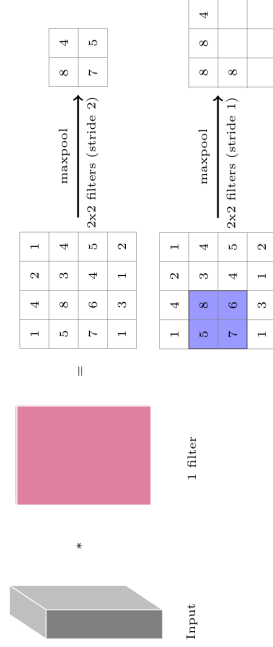 *
=
1 4 2 1
5 8 3 4
7 6 4 5
1 3 1 2
maxpool
2x2 filters (stride 2)
8 4
7 5
Input
1 filter
1 4 2 1
5 8 3 4
7 6 4 5
1 3 1 2
maxpool
2x2 filters (stride 1)
8 8 4
8